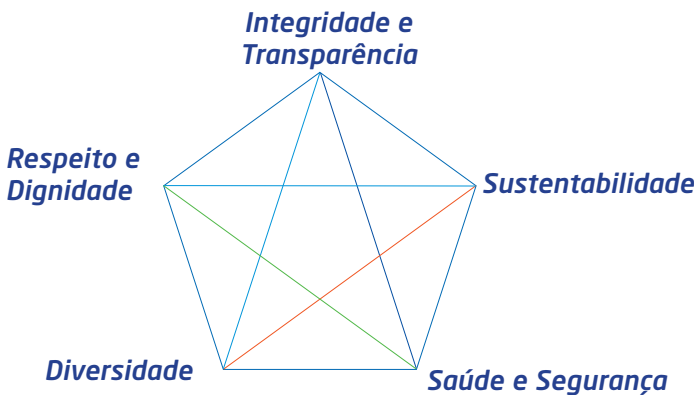 Integridade e
Transparência
Respeito e
Dignidade
Sustentabilidade
Diversidade
Saúde e Segurança